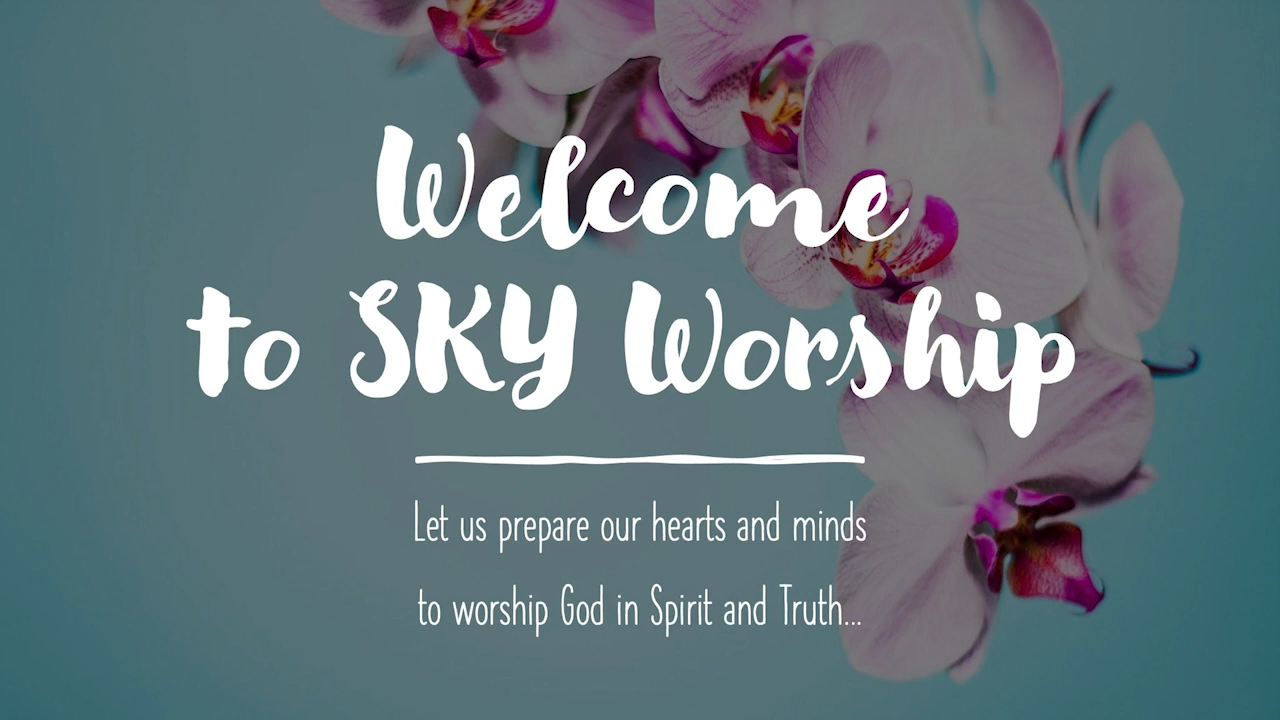 Welcome
to SKY Worship
Let us prepare our hearts and minds
to worship God in Spirit and Truth...